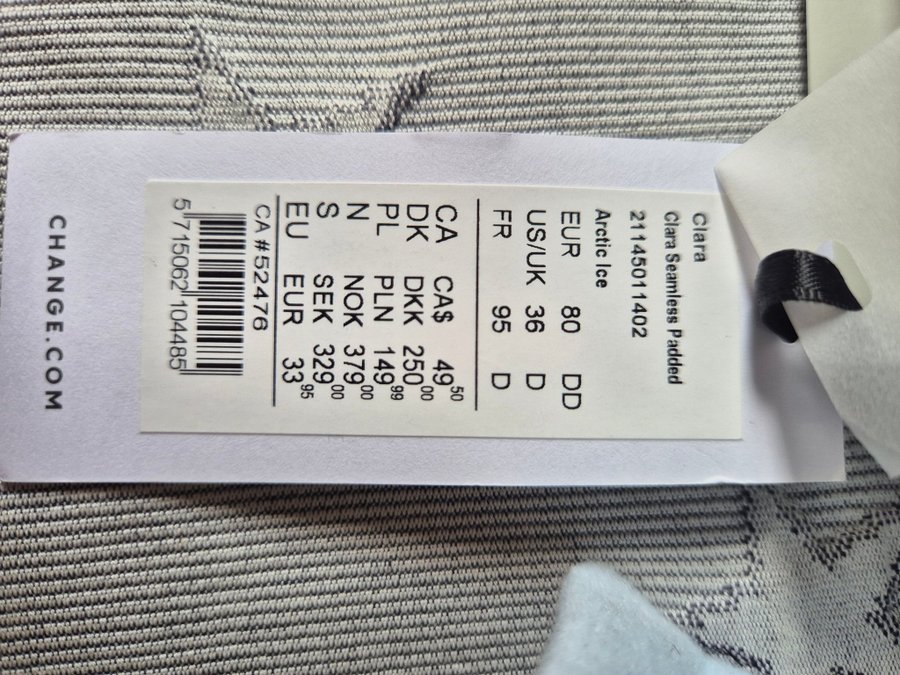 Clara
Clara Seamless Padded
21145011402
Arctic Ice
EUR 80 DD
US/UK 36 D
FR 95 D
CA CA$ 49 50
DK DKK 250 00
PL PLN 149 99
N NOK 379 00
S SEK 329 00
EU EUR 33 95
CA #52476
5 715062 104485
CHANGE.COM